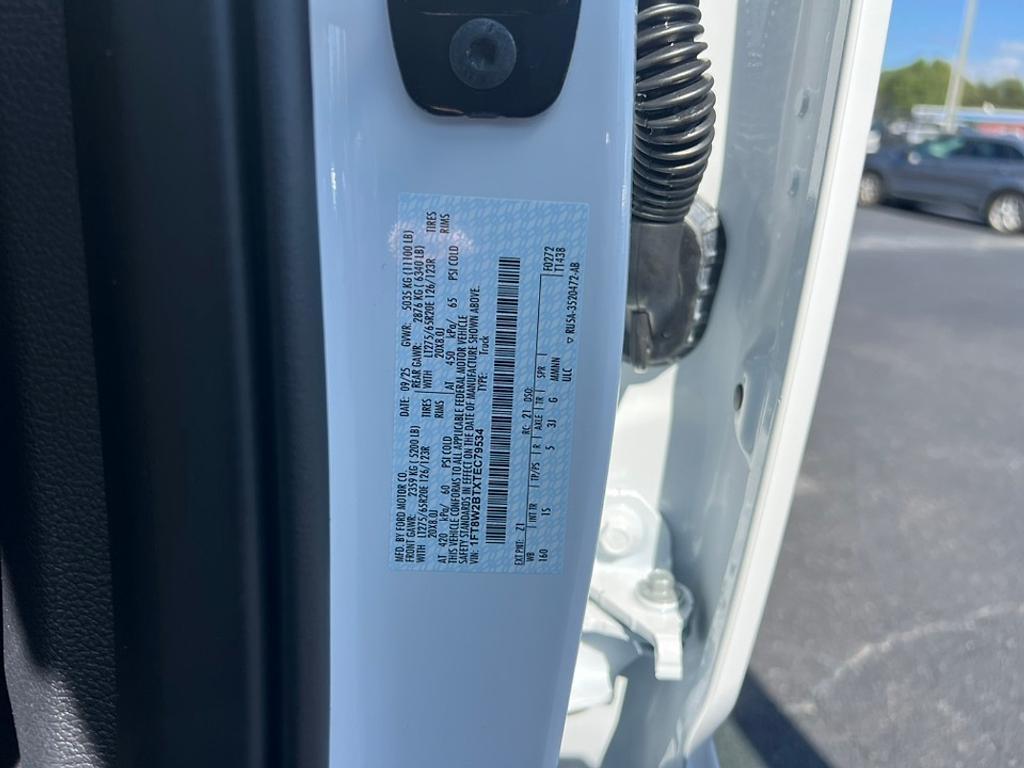 MFD. BY FORD MOTOR CO. DATE: 09/25 GVWR: 5035 KG (11100 LB)
FRONT GAWR: 2359 KG (5200 LB) REAR GAWR: 2876 KG (6340 LB)
WITH LT275/65R20E 126/123R TIRES WITH LT275/65R20E 126/123R TIRES
20X8.0J RIMS 20X8.0J RIMS
AT 420 kPa/ 60 PSI COLD AT 450 kPa/ 65 PSI COLD
THIS VEHICLE CONFORMS TO ALL APPLICABLE FEDERAL MOTOR VEHICLE
SAFETY STANDARDS IN EFFECT ON THE DATE OF MANUFACTURE SHOWN ABOVE.
VIN: 1FT8W2BTXTEC79534 TYPE: Truck
EXT PNT: Z1 RC: 21 DSO: F0272
WB INT TR TP/PS R AXLE TR SPR T1438
160 1S 5 3J G MMNNN
ULC
▽ RU5A-3520472-AB